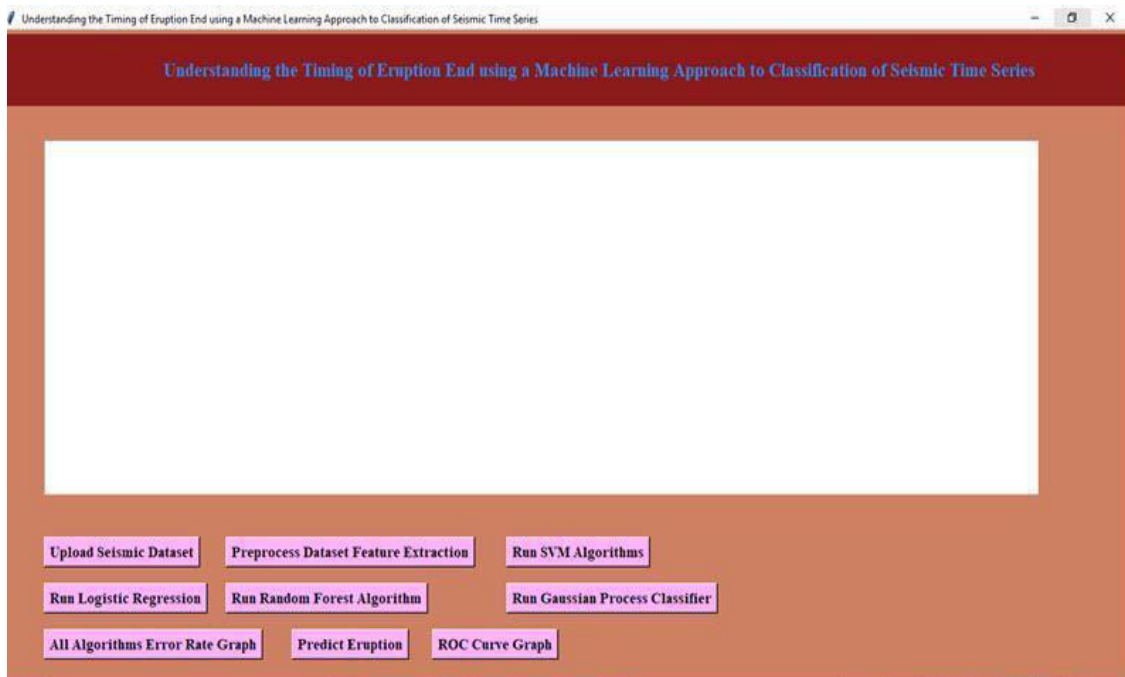 Understanding the Timing of Eruption End using a Machine Learning Approach to Classification of Seismic Time Series
Understanding the Timing of Eruption End using a Machine Learning Approach to Classification of Seismic Time Series
Upload Seismic Dataset
Preprocess Dataset Feature Extraction
Run SVM Algorithms
Run Logistic Regression
Run Random Forest Algorithm
Run Gaussian Process Classifier
All Algorithms Error Rate Graph
Predict Eruption
ROC Curve Graph